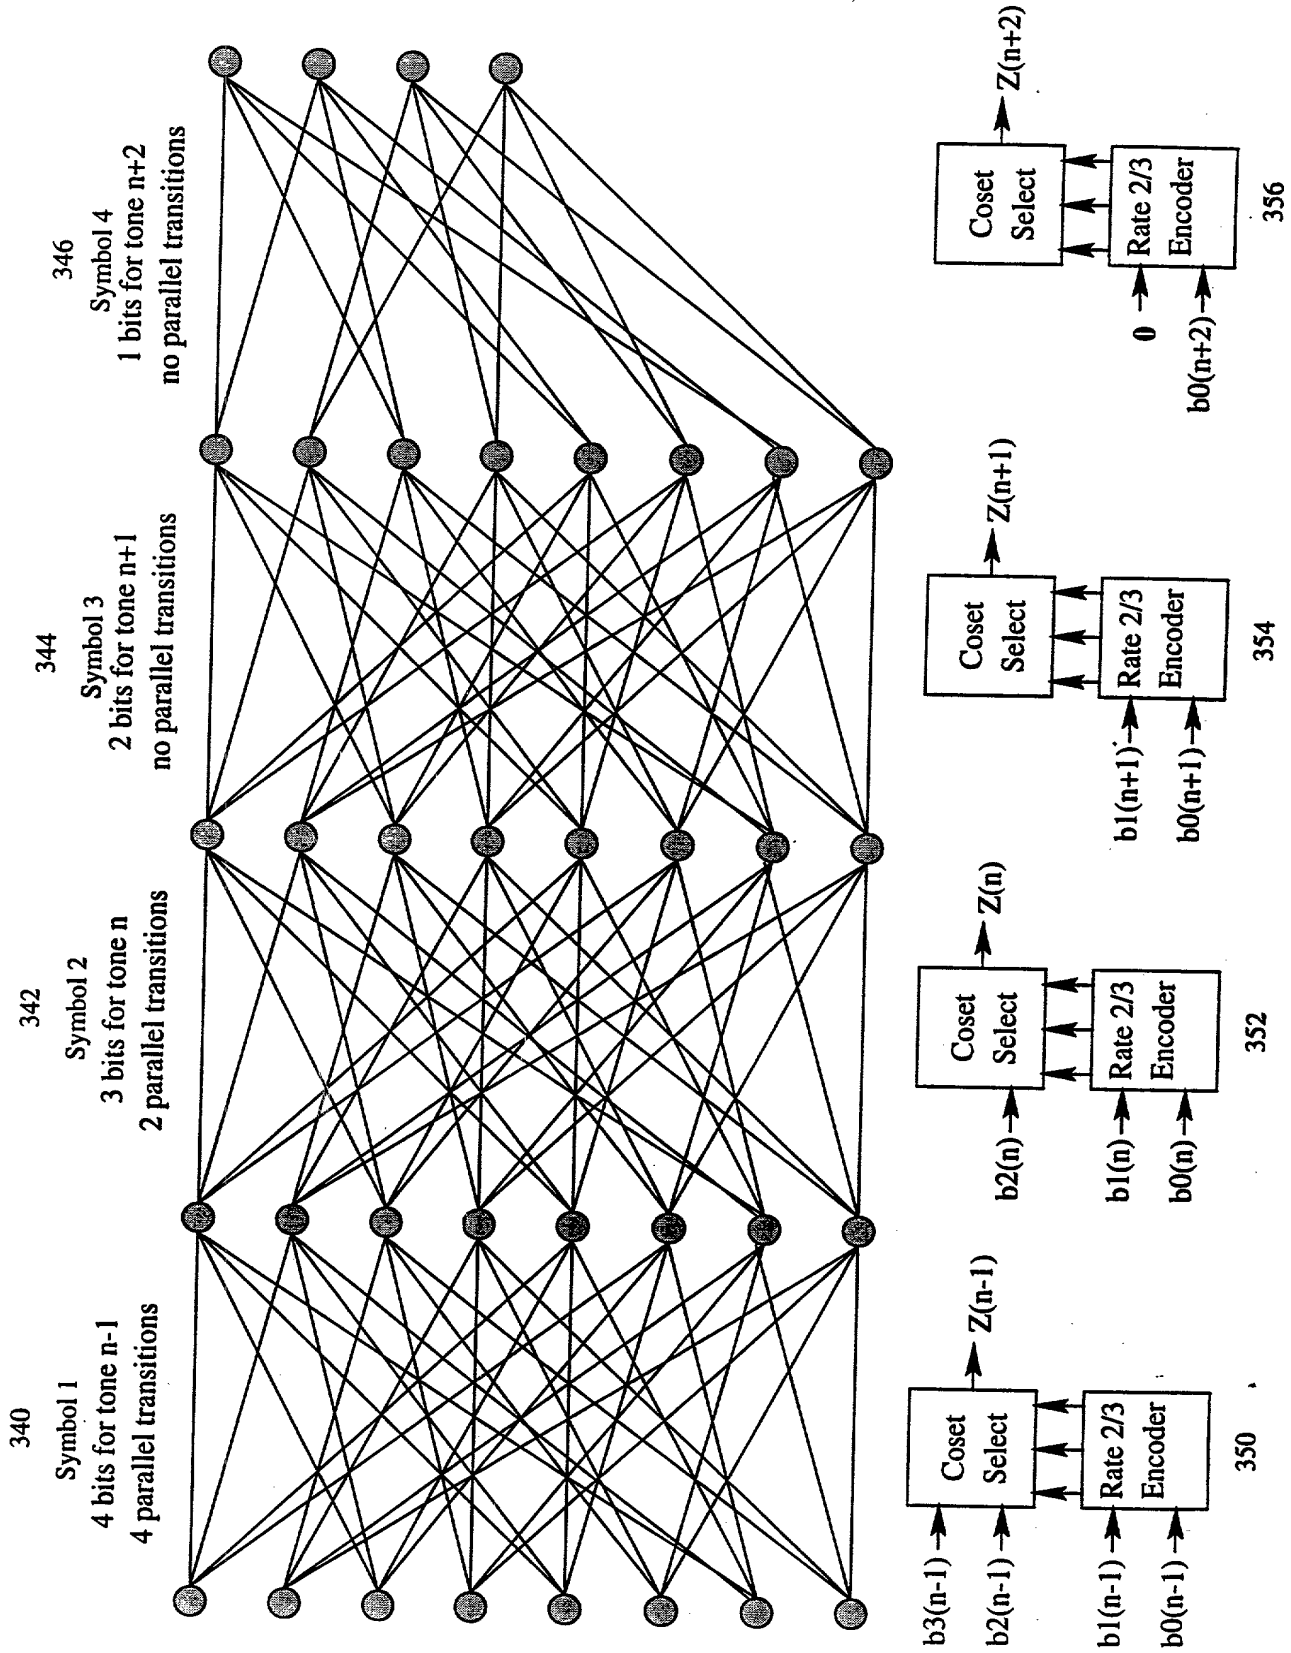 340
Symbol 1
4 bits for tone n-1
4 parallel transitions
342
Symbol 2
3 bits for tone n
2 parallel transitions
344
Symbol 3
2 bits for tone n+1
no parallel transitions
346
Symbol 4
1 bits for tone n+2
no parallel transitions
b3(n-1)
b2(n-1)
Coset
Select
Z(n-1)
b1(n-1)
b0(n-1)
Rate 2/3
Encoder
350
b2(n)
Coset
Select
Z(n)
b1(n)
b0(n)
Rate 2/3
Encoder
352
Coset
Select
Z(n+1)
b1(n+1)
b0(n+1)
Rate 2/3
Encoder
354
Coset
Select
Z(n+2)
0
b0(n+2)
Rate 2/3
Encoder
356